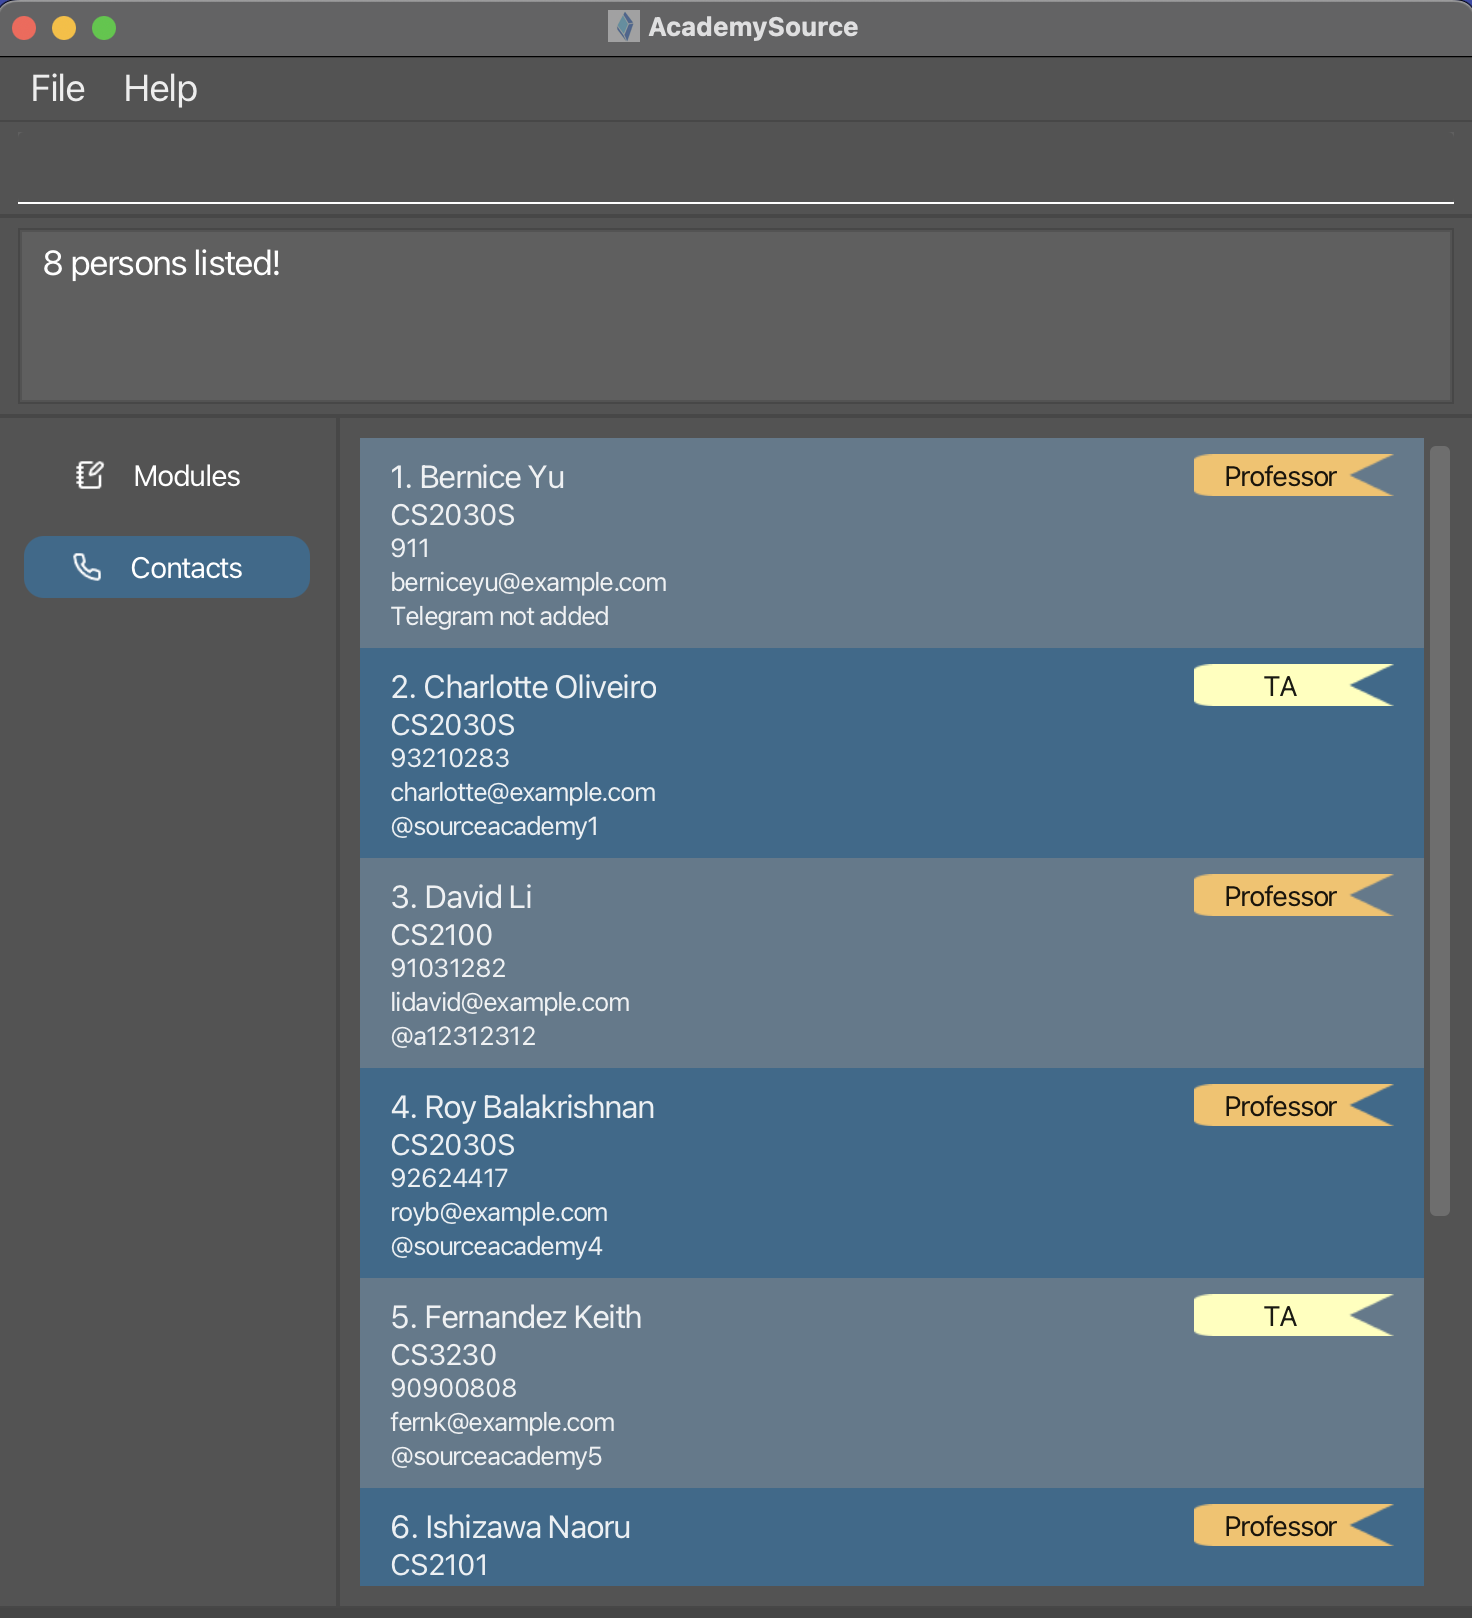 AcademySource
File Help
8 persons listed!
Modules
Contacts
1. Bernice Yu
Professor
CS2030S
911
berniceyu@example.com
Telegram not added
2. Charlotte Oliveiro
TA
CS2030S
93210283
charlotte@example.com
@sourceacademy1
3. David Li
Professor
CS2100
91031282
lidavid@example.com
@a12312312
4. Roy Balakrishnan
Professor
CS2030S
92624417
royb@example.com
@sourceacademy4
5. Fernandez Keith
TA
CS3230
90900808
fernk@example.com
@sourceacademy5
6. Ishizawa Naoru
Professor
CS2101